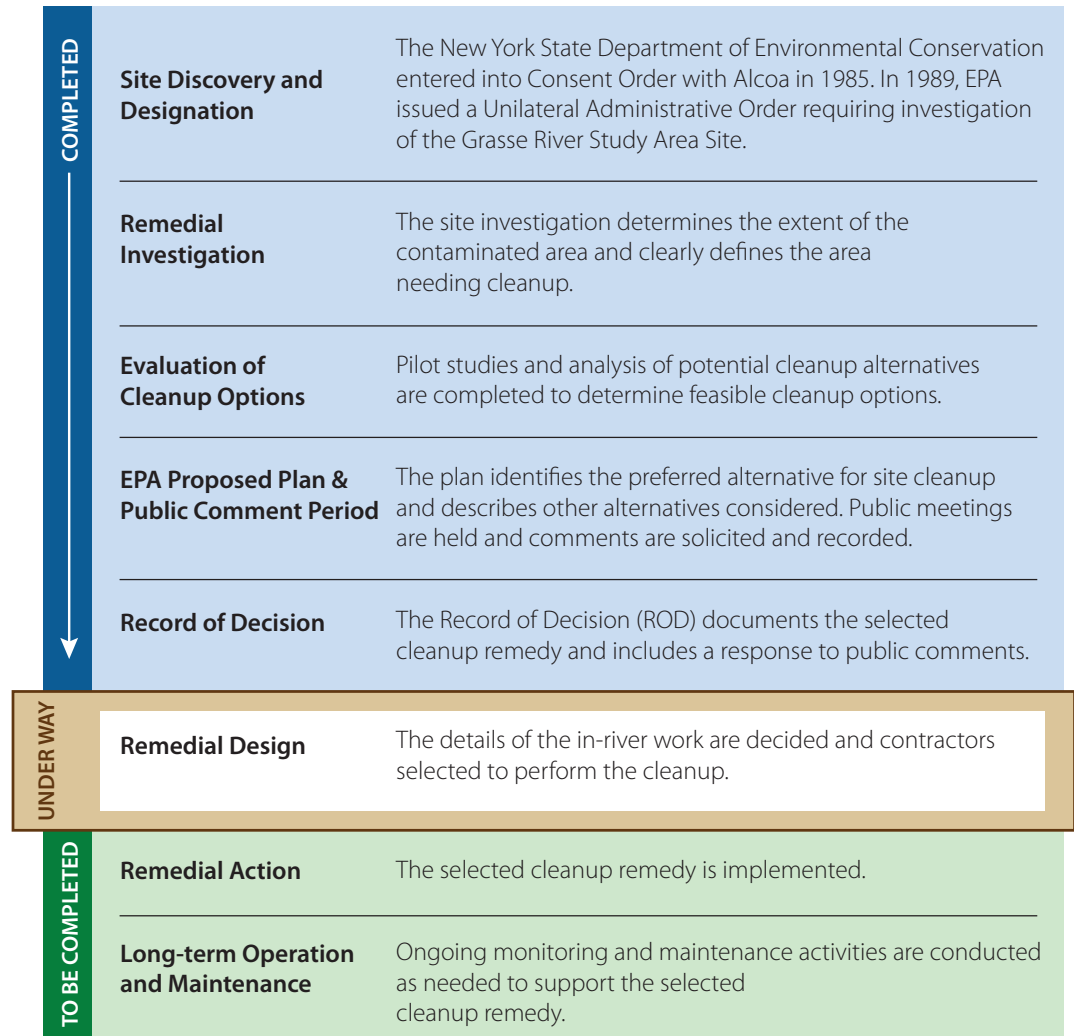 COMPLETED
Site Discovery and
Designation
The New York State Department of Environmental Conservation
entered into Consent Order with Alcoa in 1985. In 1989, EPA
issued a Unilateral Administrative Order requiring investigation
of the Grasse River Study Area Site.
Remedial
Investigation
The site investigation determines the extent of the
contaminated area and clearly defines the area
needing cleanup.
Evaluation of
Cleanup Options
Pilot studies and analysis of potential cleanup alternatives
are completed to determine feasible cleanup options.
EPA Proposed Plan &
Public Comment Period
The plan identifies the preferred alternative for site cleanup
and describes other alternatives considered. Public meetings
are held and comments are solicited and recorded.
Record of Decision
The Record of Decision (ROD) documents the selected
cleanup remedy and includes a response to public comments.
UNDER WAY
Remedial Design
The details of the in-river work are decided and contractors
selected to perform the cleanup.
TO BE COMPLETED
Remedial Action
The selected cleanup remedy is implemented.
Long-term Operation
and Maintenance
Ongoing monitoring and maintenance activities are conducted
as needed to support the selected
cleanup remedy.